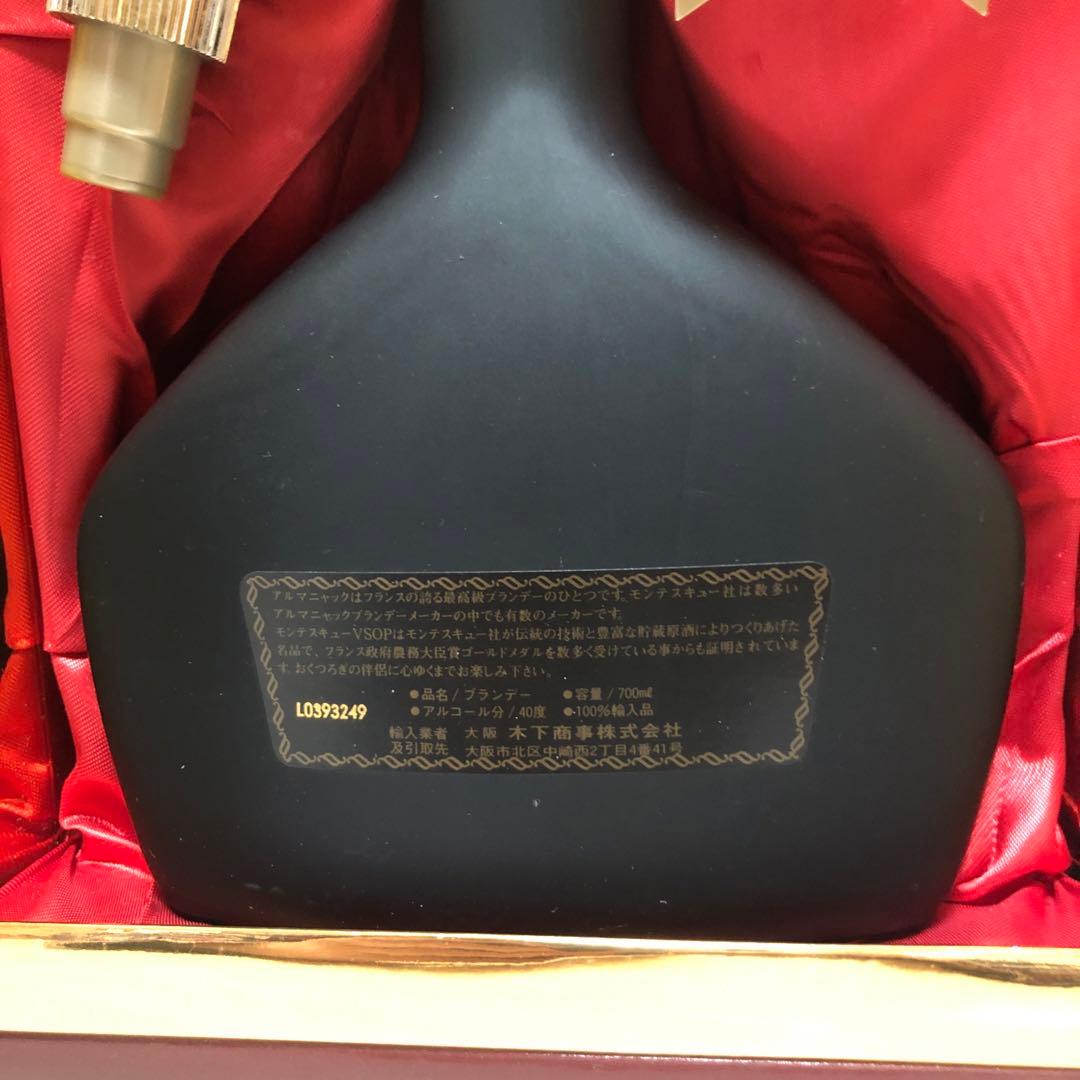 アルマニャックはフランスの誇る最高級ブランデーのひとつです。モンテスキュー社は数多い
アルマニャックブランデーメーカーの中でも有数のメーカーです。
モンテスキューVSOPはモンテスキュー社が伝統の技術と豊富な貯蔵原酒によりつくりあげた
名品で、フランス政府農務大臣賞ゴールドメダルを数多く受けている事からも証明されていま
す。おくつろぎの伴侶に心ゆくまでお楽しみ下さい。
●品名/ブランデー ●容量/700㎖
●アルコール分/40度 ●100%輸入品
L0393249
輸入業者 大阪 木下商事株式会社
及引取先 大阪市北区中崎西2丁目4番41号